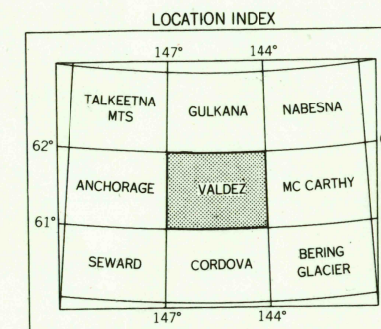 LOCATION INDEX
147° 144°
TALKEETNA MTS GULKANA NABESNA
62°
ANCHORAGE VALDEZ MC CARTHY
61°
SEWARD CORDOVA BERING GLACIER
147° 144°